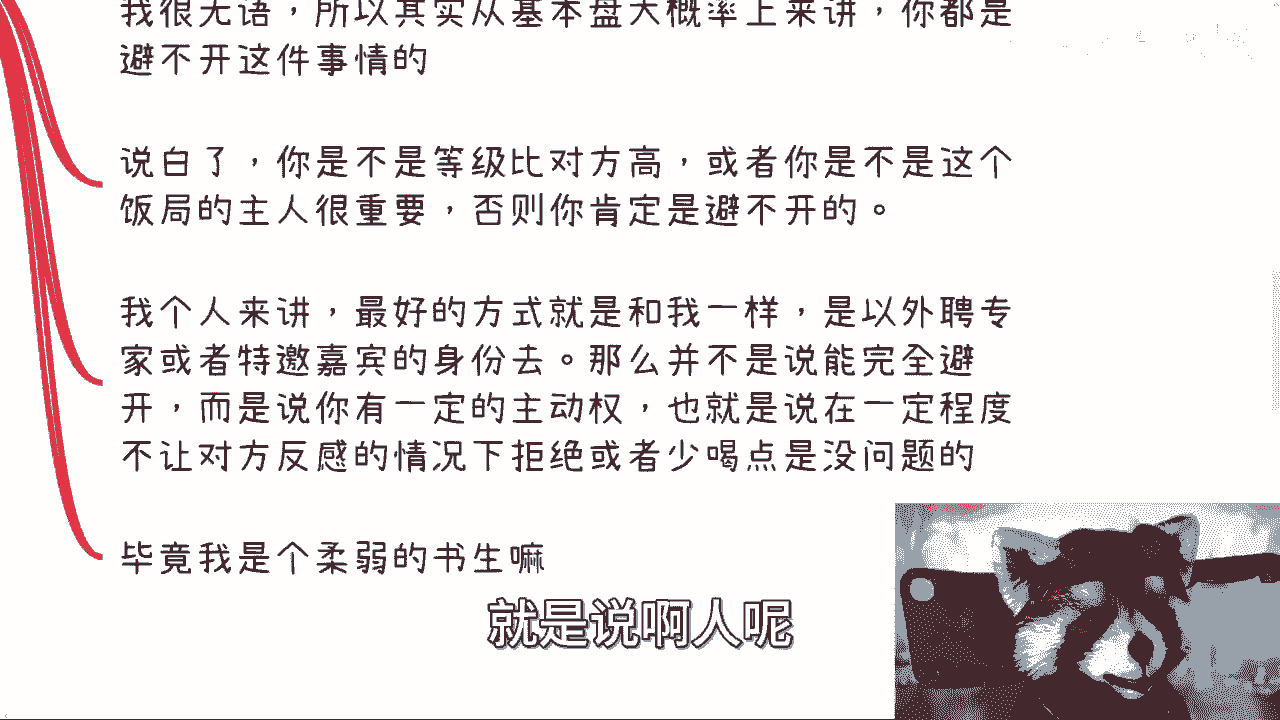 我很无语，所以其实从基本盘大概率上来讲，你都是
避不开这件事情的
说白了，你是不是等级比对方高，或者你是不是这个
饭局的主人很重要，否则你肯定是避不开的。
我个人来讲，最好的方式就是和我一样，是以外聘专
家或者特邀嘉宾的身份去。那么并不是说能完全避
开，而是说你有一定的主动权，也就是说在一定程度
不让对方反感的情况下拒绝或者少喝点是没问题的
毕竟我是个柔弱的书生嘛
就是说啊人呢